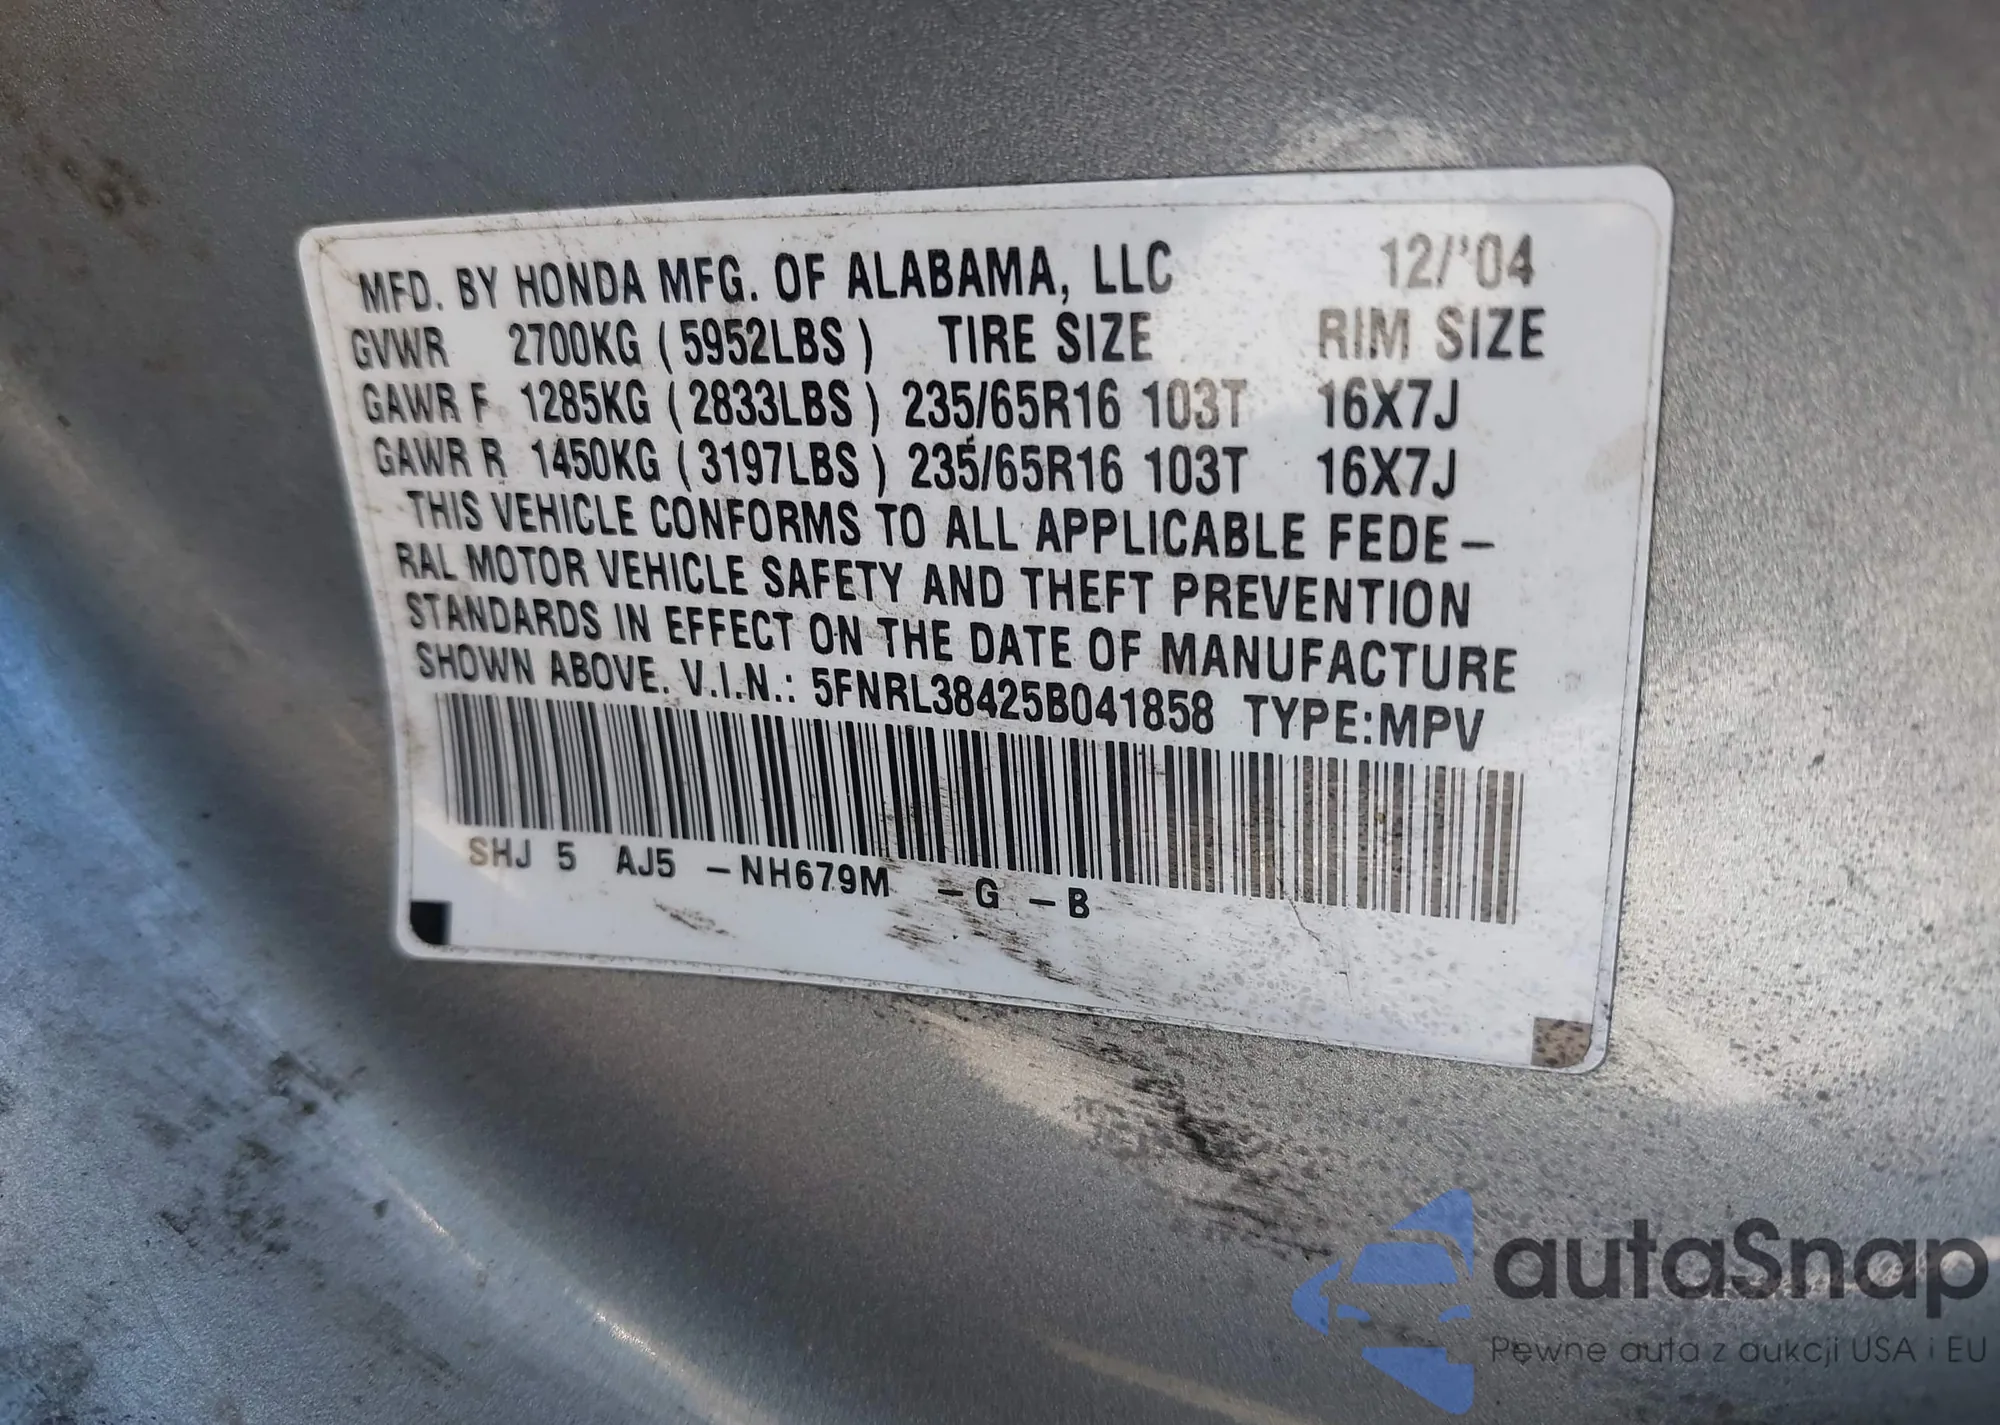 MFD. BY HONDA MFG. OF ALABAMA, LLC 12/'04
GVWR 2700KG (5952LBS) TIRE SIZE RIM SIZE
GAWR F 1285KG (2833LBS) 235/65R16 103T 16X7J
GAWR R 1450KG (3197LBS) 235/65R16 103T 16X7J
THIS VEHICLE CONFORMS TO ALL APPLICABLE FEDE-
RAL MOTOR VEHICLE SAFETY AND THEFT PREVENTION
STANDARDS IN EFFECT ON THE DATE OF MANUFACTURE
SHOWN ABOVE. V.I.N.: 5FNRL38425B041858 TYPE:MPV
SHJ 5 AJ5 -NH679M -G -B
autaSnap
Pewne auta z aukcji USA i EU